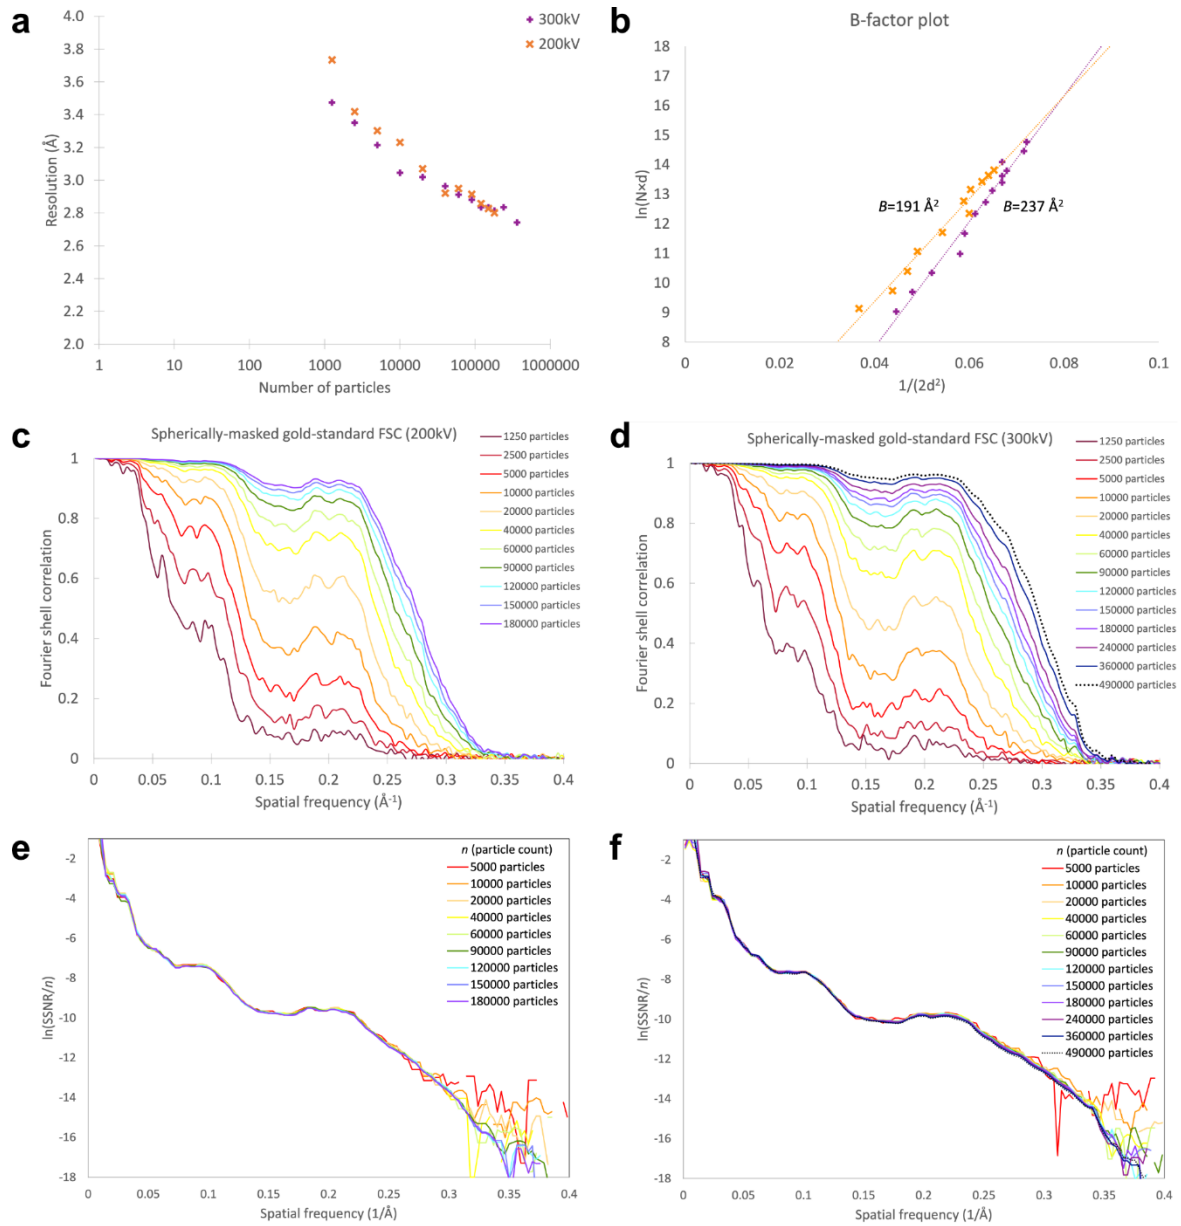 a
4.0
3.8
3.6
3.4
3.2
3.0
2.8
2.6
2.4
2.2
2.0
1
10
100
1000
10000
100000
1000000
Resolution (Å)
Number of particles
300kV
200kV
b
B-factor plot
18
17
16
15
14
13
12
11
10
9
8
0
0.02
0.04
0.06
0.08
0.1
ln(N×d)
1/(2d²)
B=191 Å²
B=237 Å²
c
Spherically-masked gold-standard FSC (200kV)
1
0.8
0.6
0.4
0.2
0
0
0.05
0.1
0.15
0.2
0.25
0.3
0.35
0.4
Fourier shell correlation
Spatial frequency (Å⁻¹)
1250 particles
2500 particles
5000 particles
10000 particles
20000 particles
40000 particles
60000 particles
90000 particles
120000 particles
150000 particles
180000 particles
d
Spherically-masked gold-standard FSC (300kV)
1
0.8
0.6
0.4
0.2
0
0
0.05
0.1
0.15
0.2
0.25
0.3
0.35
0.4
Fourier shell correlation
Spatial frequency (Å⁻¹)
1250 particles
2500 particles
5000 particles
10000 particles
20000 particles
40000 particles
60000 particles
90000 particles
120000 particles
150000 particles
180000 particles
240000 particles
360000 particles
490000 particles
e
-2
-4
-6
-8
-10
-12
-14
-16
-18
0
0.05
0.1
0.15
0.2
0.25
0.3
0.35
0.4
ln(SSNR/n)
Spatial frequency (1/Å)
n (particle count)
5000 particles
10000 particles
20000 particles
40000 particles
60000 particles
90000 particles
120000 particles
150000 particles
180000 particles
f
-2
-4
-6
-8
-10
-12
-14
-16
-18
0
0.05
0.1
0.15
0.2
0.25
0.3
0.35
0.4
ln(SSNR/n)
Spatial frequency (1/Å)
n (particle count)
5000 particles
10000 particles
20000 particles
40000 particles
60000 particles
90000 particles
120000 particles
150000 particles
180000 particles
240000 particles
360000 particles
490000 particles